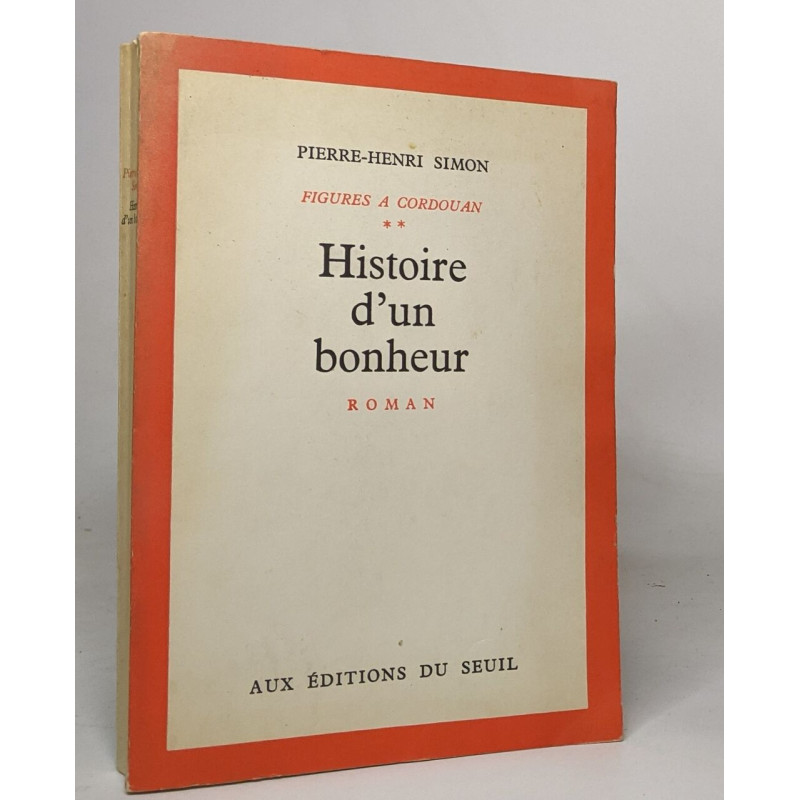 PIERRE-HENRI SIMON
FIGURES A CORDOUAN
**
Histoire
d'un
bonheur
ROMAN
AUX ÉDITIONS DU SEUIL